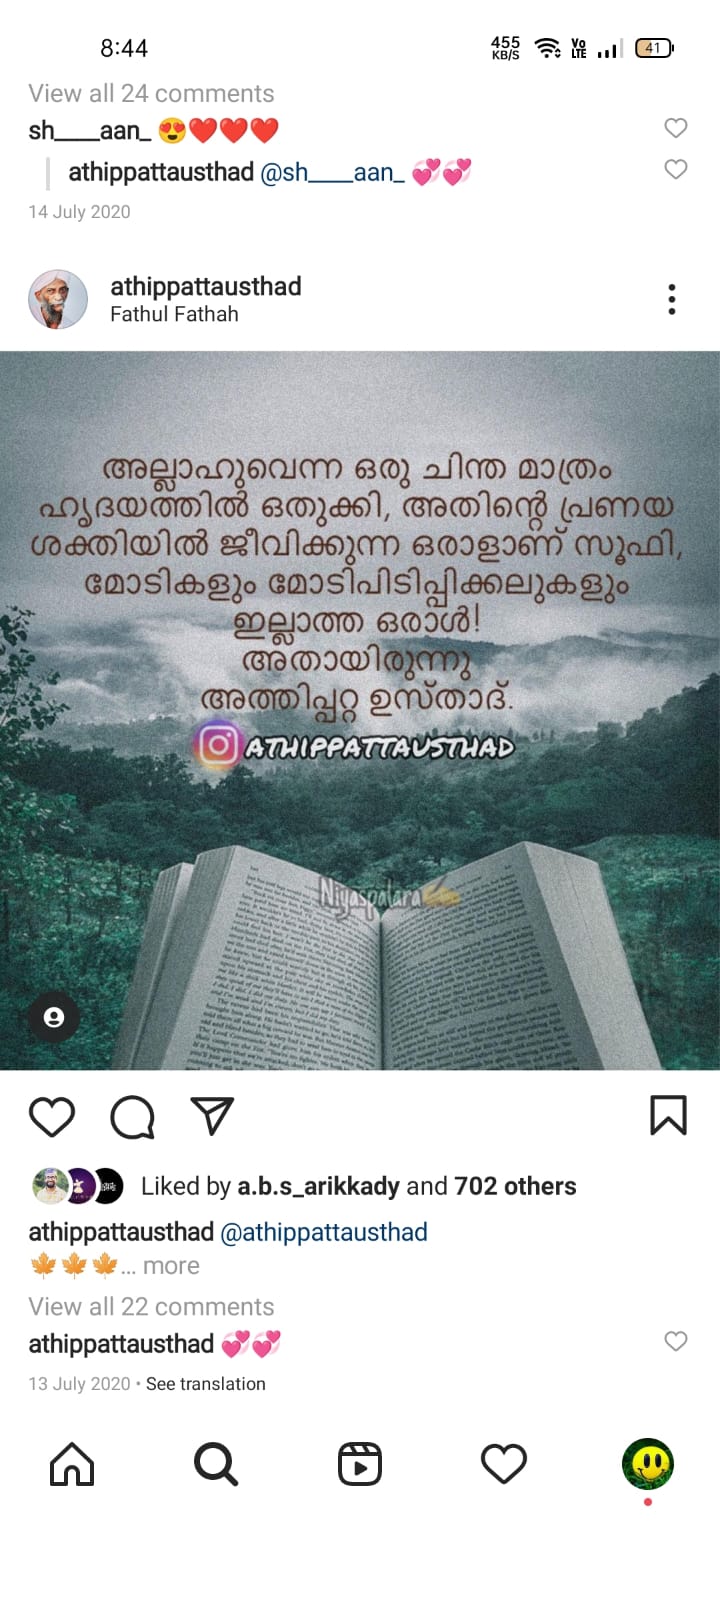 8:44
455 KB/S
Vo LTE
41
View all 24 comments
sh____aan_ 😍❤️❤️❤️
athippattausthad @sh____aan_ 💞💞
14 July 2020
athippattausthad
Fathul Fathah
അല്ലാഹുവെന്ന ഒരു ചിന്ത മാത്രം
ഹൃദയത്തിൽ ഒതുക്കി, അതിന്റെ പ്രണയ
ശക്തിയിൽ ജീവിക്കുന്ന ഒരാളാണ് സൂഫി,
മോടികളും മോടിപിടിപ്പിക്കലുകളും
ഇല്ലാത്ത ഒരാൾ!
അതായിരുന്നു
അത്തിപ്പറ്റ ഉസ്താദ്.
ATHIPPATTAUSTHAD
Niyaspalara
Liked by a.b.s_arikkady and 702 others
athippattausthad @athippattausthad
🍁🍁🍁... more
View all 22 comments
athippattausthad 💞💞
13 July 2020 • See translation